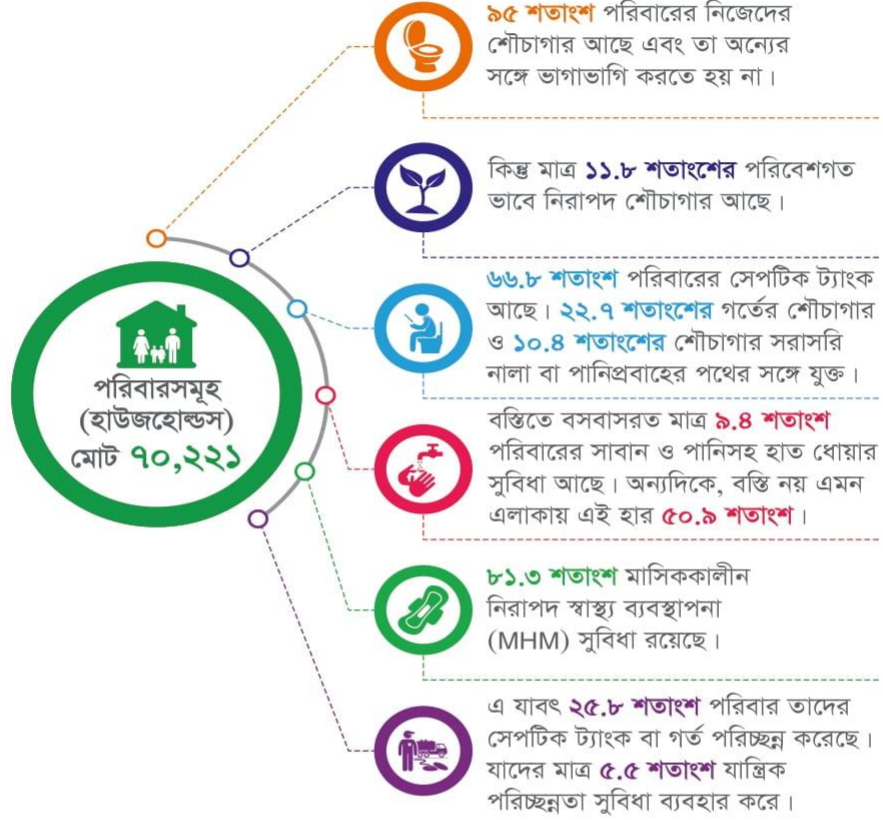 ৯৫ শতাংশ পরিবারের নিজেদের
শৌচাগার আছে এবং তা অন্যের
সঙ্গে ভাগাভাগি করতে হয় না।
কিন্তু মাত্র ১১.৮ শতাংশের পরিবেশগত
ভাবে নিরাপদ শৌচাগার আছে।
৬৬.৮ শতাংশ পরিবারের সেপটিক ট্যাংক
আছে। ২২.৭ শতাংশের গর্তের শৌচাগার
ও ১০.৪ শতাংশের শৌচাগার সরাসরি
নালা বা পানিপ্রবাহের পথের সঙ্গে যুক্ত।
পরিবারসমূহ
(হাউজহোল্ডস)
মোট ৭০,২২১
বস্তিতে বসবাসরত মাত্র ৯.৪ শতাংশ
পরিবারের সাবান ও পানিসহ হাত ধোয়ার
সুবিধা আছে। অন্যদিকে, বস্তি নয় এমন
এলাকায় এই হার ৫০.৯ শতাংশ।
৮১.৩ শতাংশ মাসিককালীন
নিরাপদ স্বাস্থ্য ব্যবস্থাপনা
(MHM) সুবিধা রয়েছে।
এ যাবৎ ২৫.৮ শতাংশ পরিবার তাদের
সেপটিক ট্যাংক বা গর্ত পরিচ্ছন্ন করেছে।
যাদের মাত্র ৫.৫ শতাংশ যান্ত্রিক
পরিচ্ছন্নতা সুবিধা ব্যবহার করে।